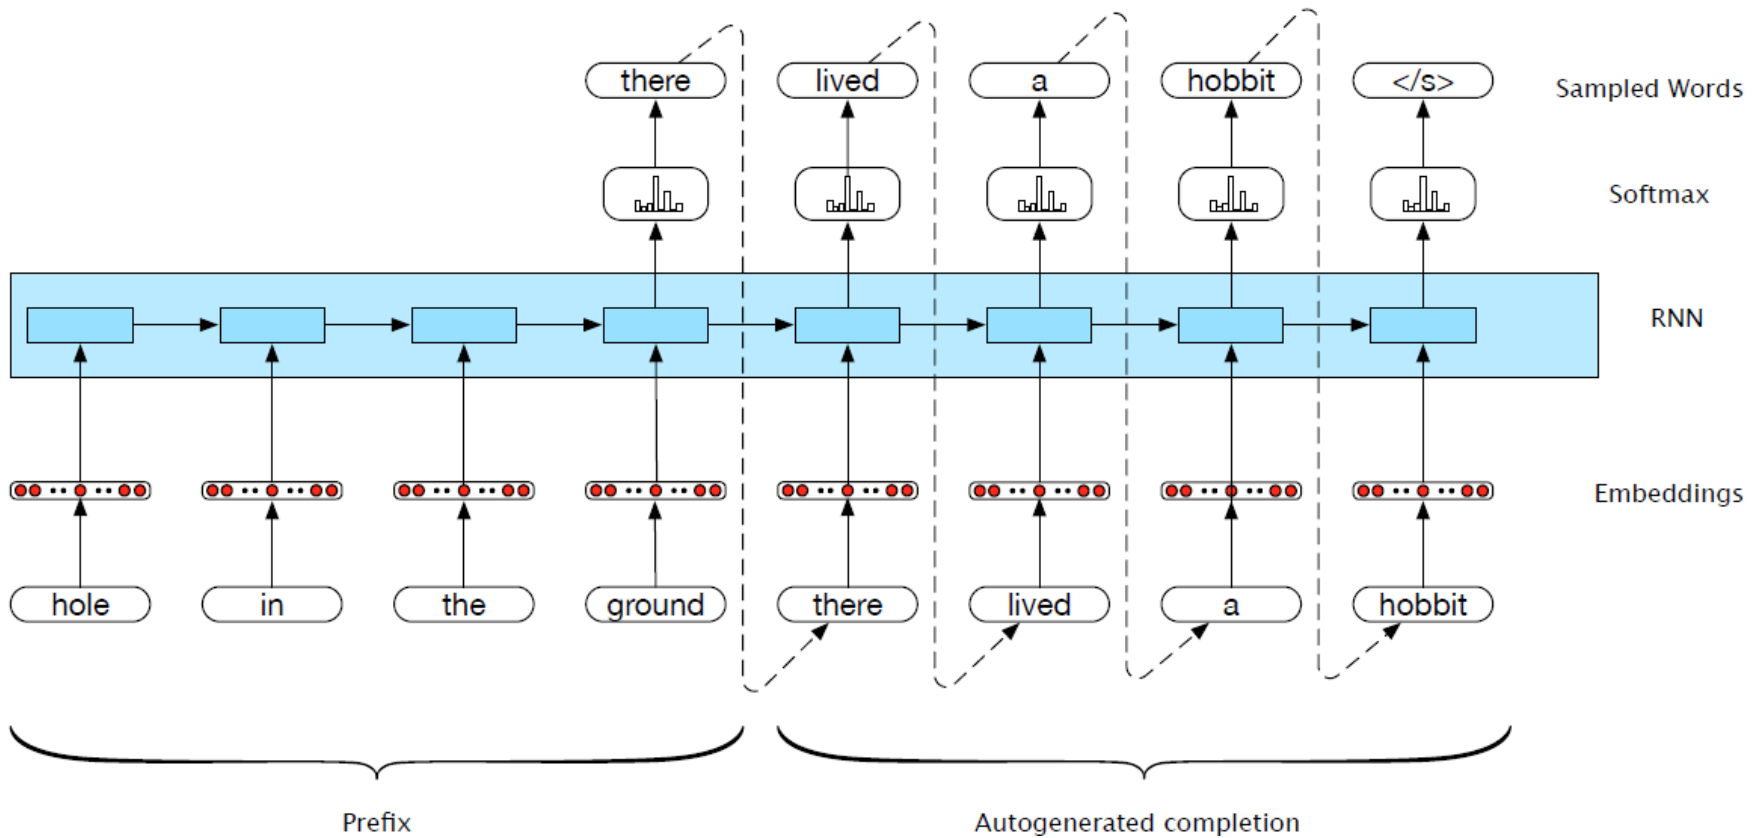 there lived a hobbit </s> Sampled Words
Softmax
RNN
Embeddings
hole in the ground there lived a hobbit
Prefix Autogenerated completion